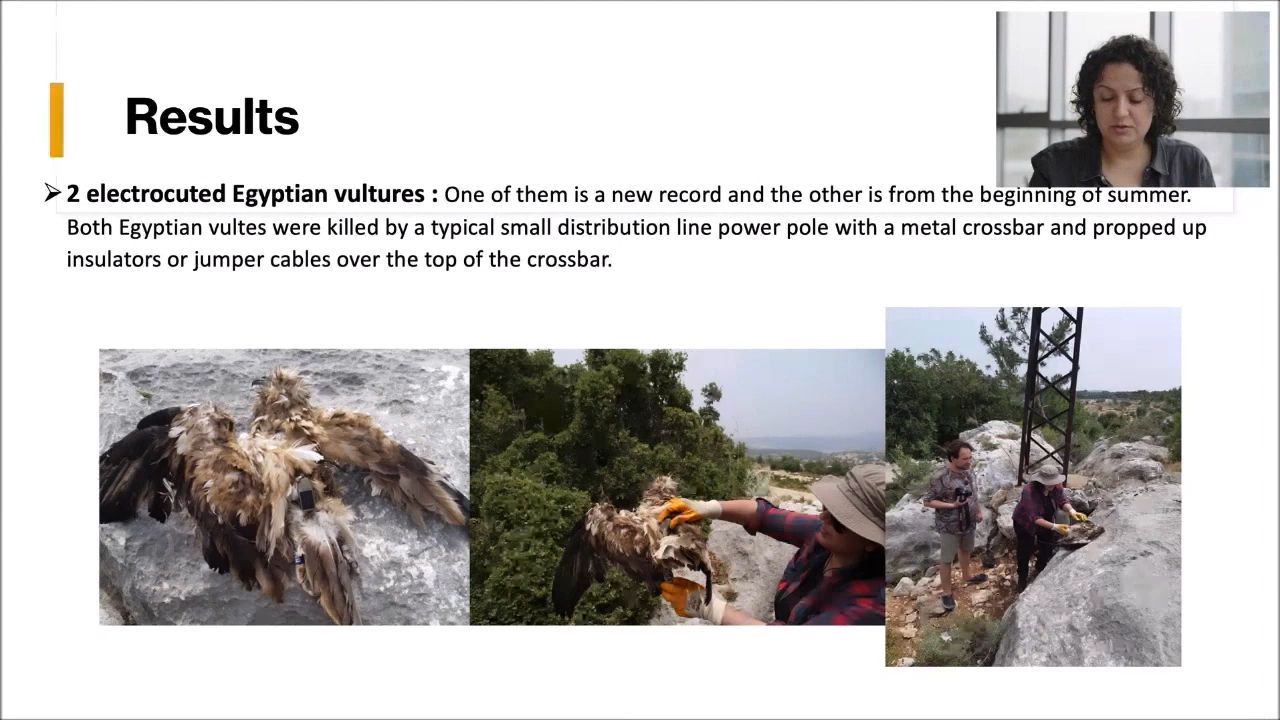 Results
➢ 2 electrocuted Egyptian vultures : One of them is a new record and the other is from the beginning of summer.
Both Egyptian vultes were killed by a typical small distribution line power pole with a metal crossbar and propped up
insulators or jumper cables over the top of the crossbar.